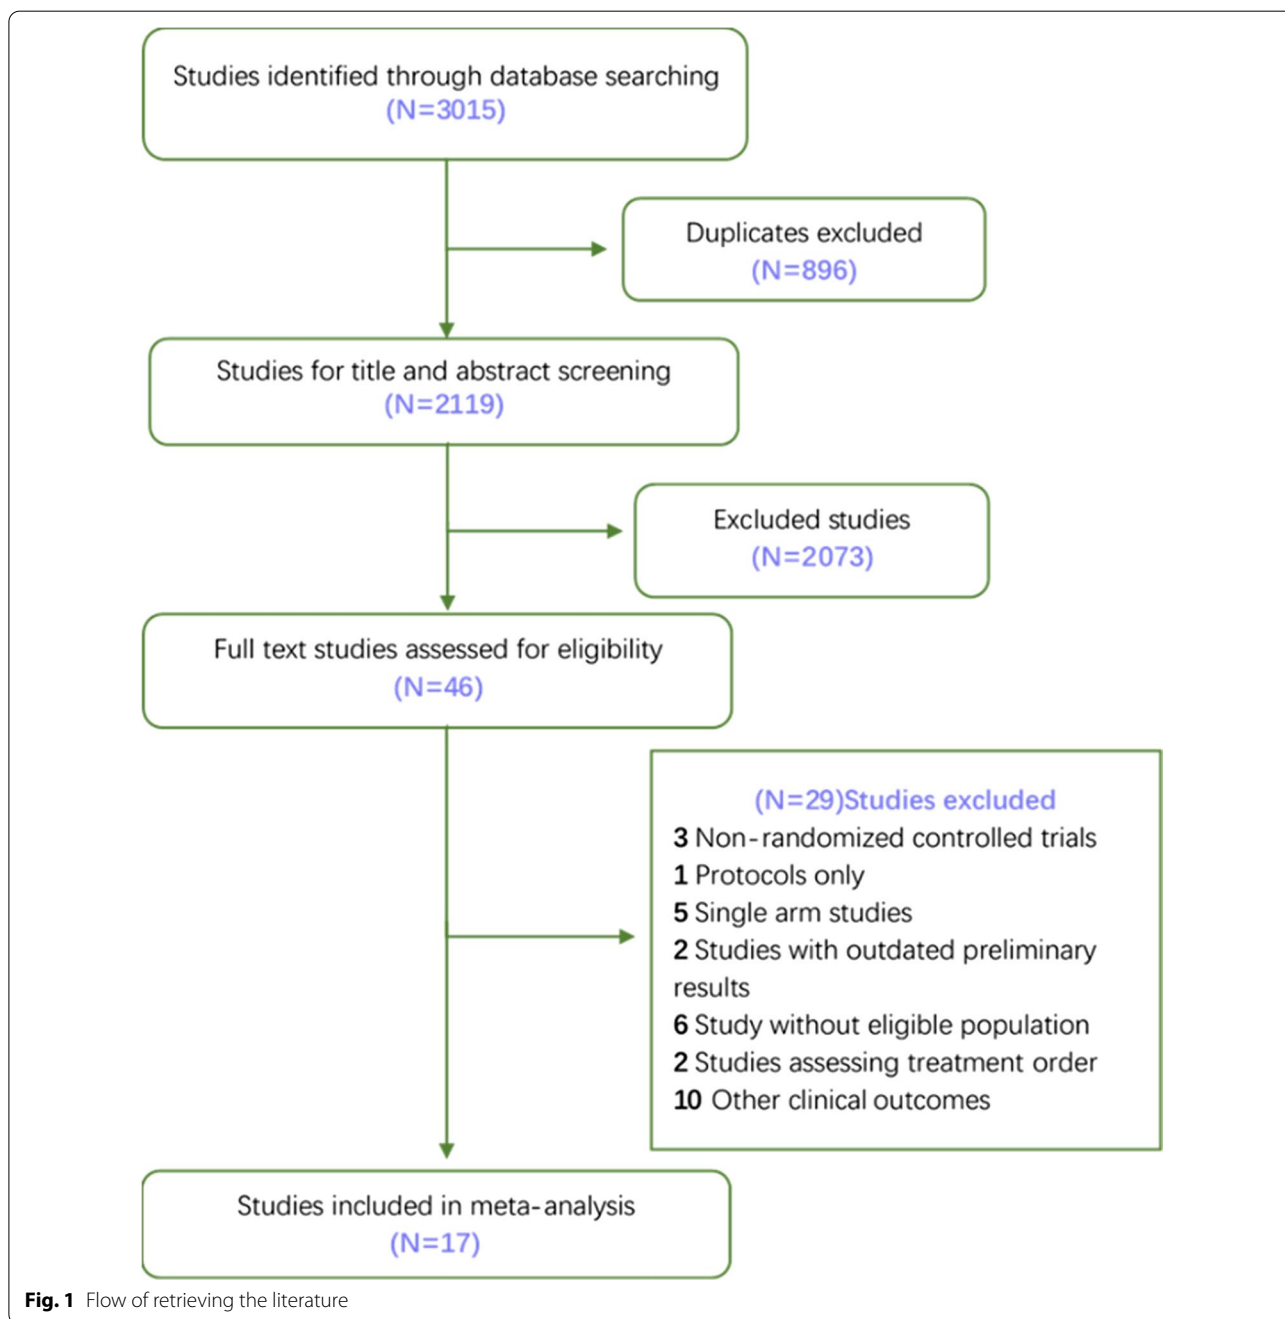 Studies identified through database searching
(N=3015)
Duplicates excluded
(N=896)
Studies for title and abstract screening
(N=2119)
Excluded studies
(N=2073)
Full text studies assessed for eligibility
(N=46)
(N=29)Studies excluded
3 Non-randomized controlled trials
1 Protocols only
5 Single arm studies
2 Studies with outdated preliminary
results
6 Study without eligible population
2 Studies assessing treatment order
10 Other clinical outcomes
Studies included in meta-analysis
(N=17)
Fig. 1 Flow of retrieving the literature